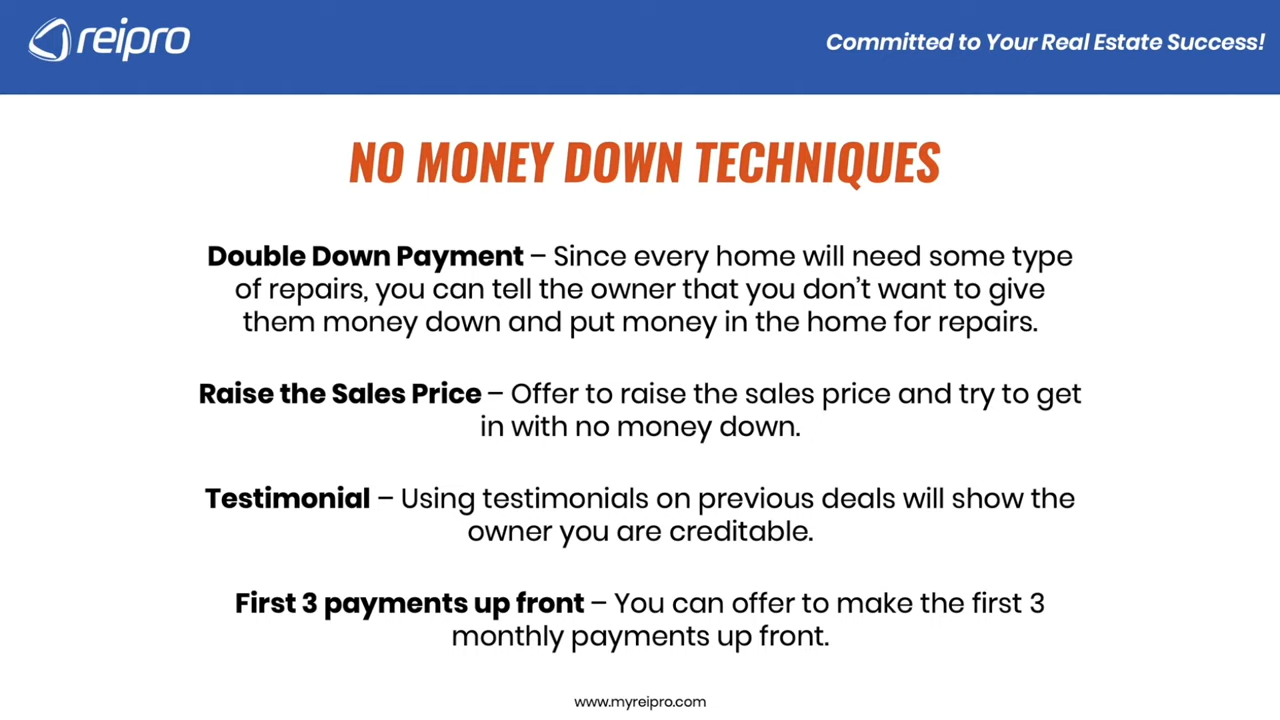 reipro
Committed to Your Real Estate Success!
NO MONEY DOWN TECHNIQUES
Double Down Payment – Since every home will need some type
of repairs, you can tell the owner that you don’t want to give
them money down and put money in the home for repairs.
Raise the Sales Price – Offer to raise the sales price and try to get
in with no money down.
Testimonial – Using testimonials on previous deals will show the
owner you are creditable.
First 3 payments up front – You can offer to make the first 3
monthly payments up front.
www.myreipro.com